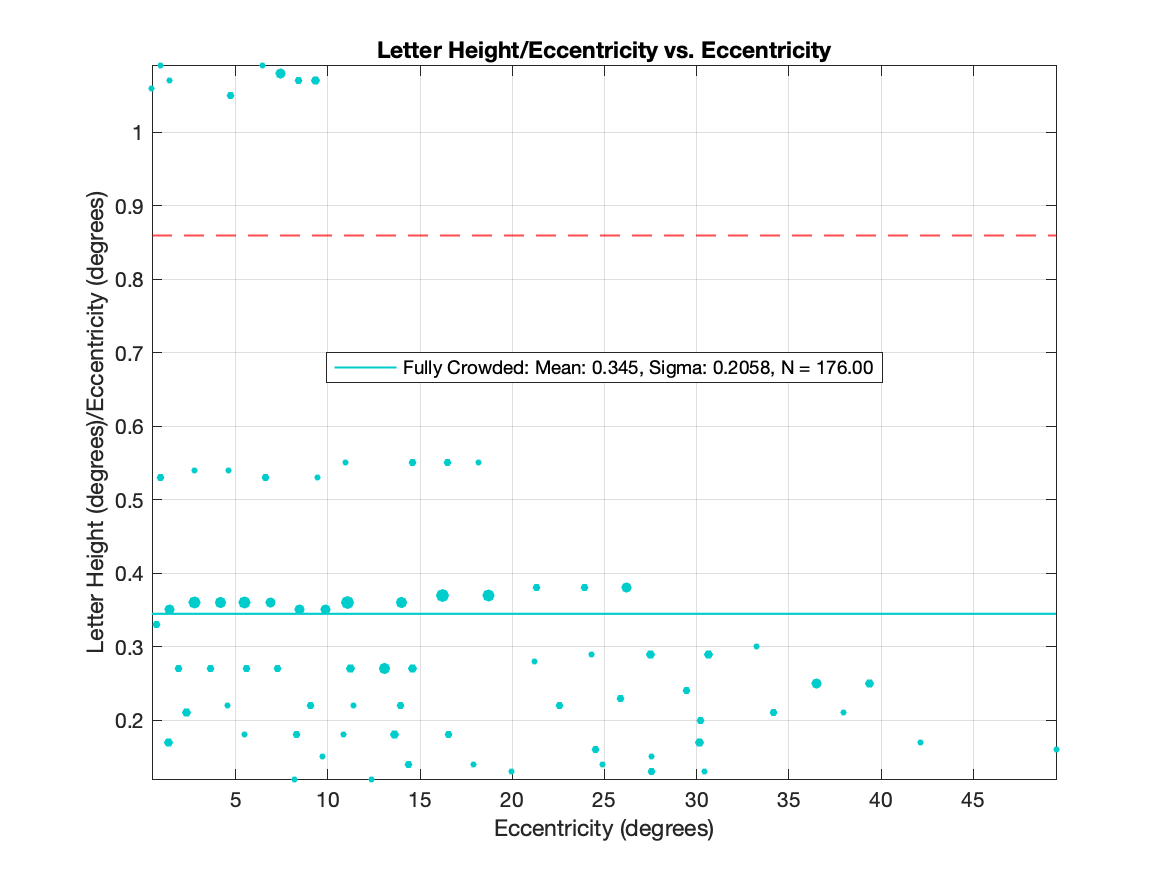 Letter Height/Eccentricity vs. Eccentricity
1
0.9
0.8
0.7
0.6
0.5
0.4
0.3
0.2
Letter Height (degrees)/Eccentricity (degrees)
Fully Crowded: Mean: 0.345, Sigma: 0.2058, N = 176.00
5 10 15 20 25 30 35 40 45
Eccentricity (degrees)